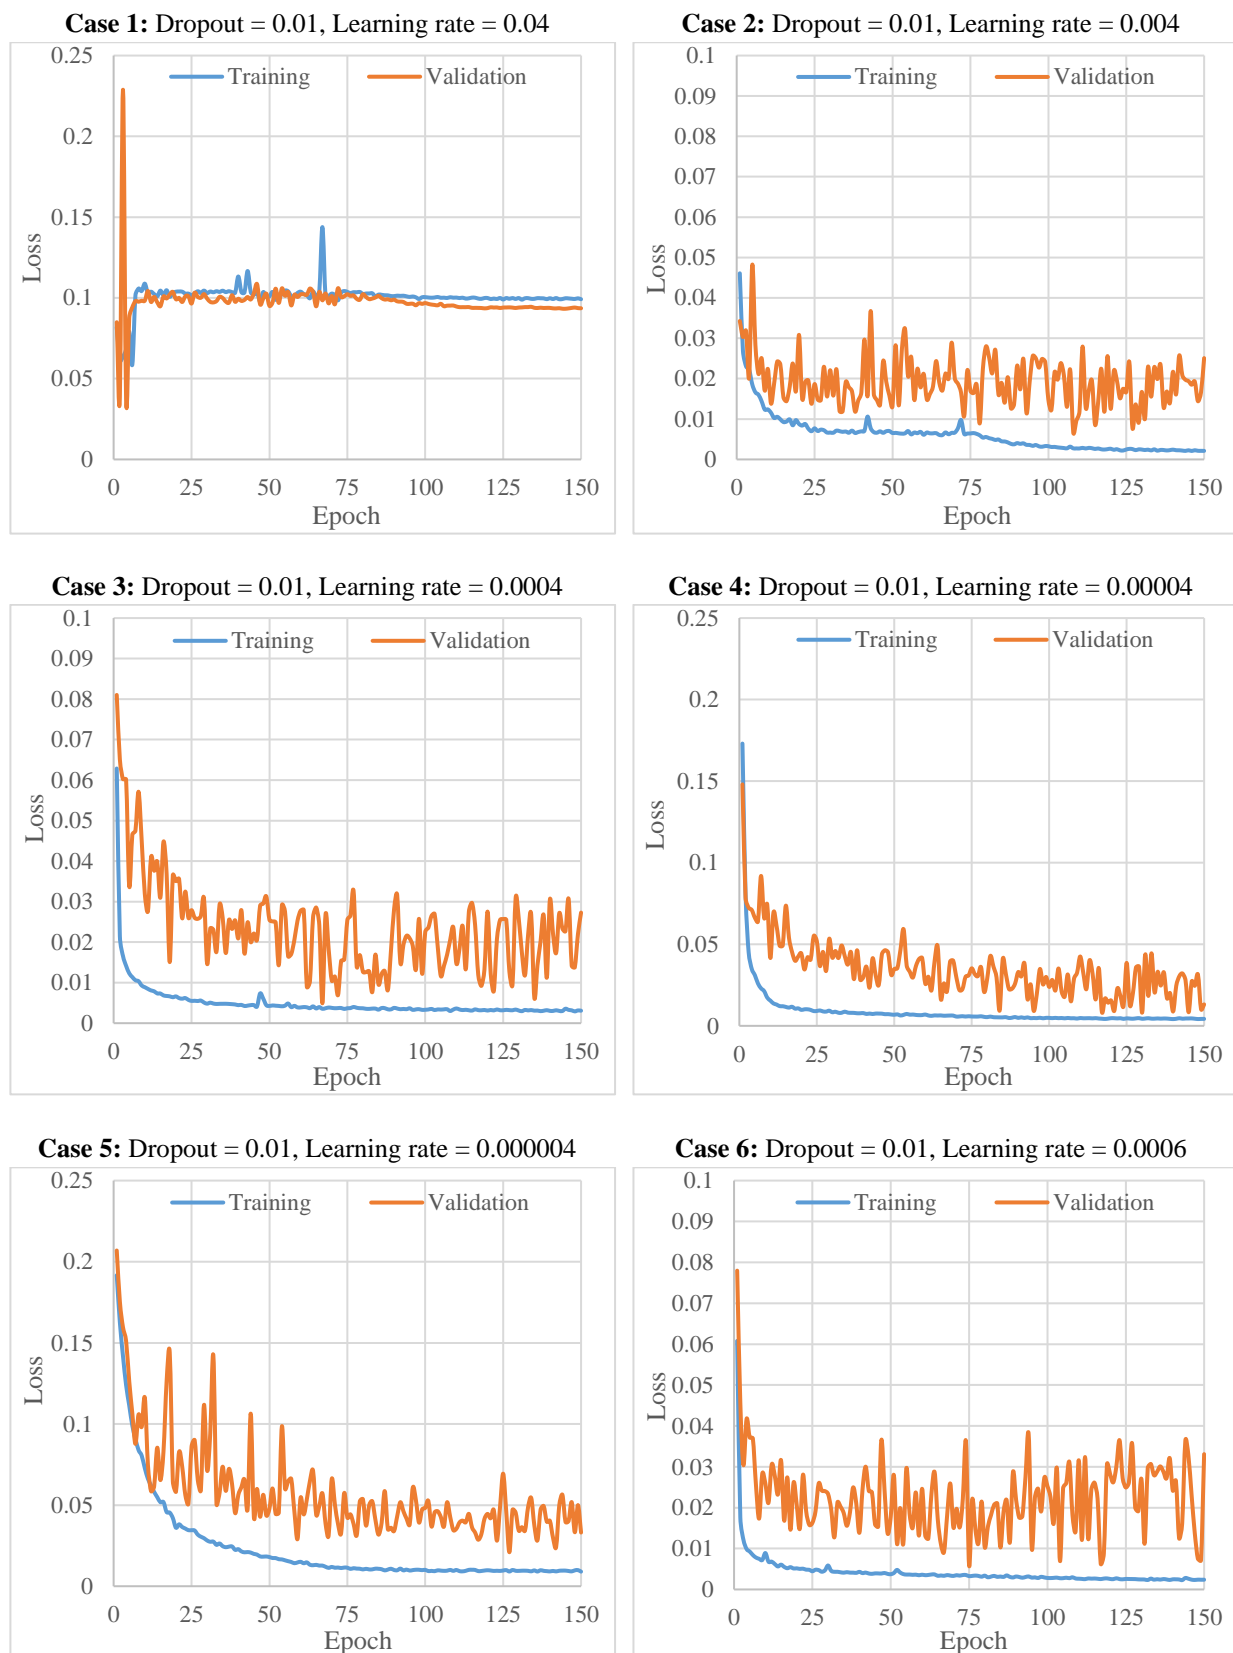 Case 1: Dropout = 0.01, Learning rate = 0.04
0.25
Training
Validation
0.2
0.15
Loss
0.1
0.05
0
0 25 50 75 100 125 150
Epoch
Case 2: Dropout = 0.01, Learning rate = 0.004
0.1
Training
Validation
0.09
0.08
0.07
0.06
0.05
Loss
0.04
0.03
0.02
0.01
0
0 25 50 75 100 125 150
Epoch
Case 3: Dropout = 0.01, Learning rate = 0.0004
0.1
Training
Validation
0.09
0.08
0.07
0.06
0.05
Loss
0.04
0.03
0.02
0.01
0
0 25 50 75 100 125 150
Epoch
Case 4: Dropout = 0.01, Learning rate = 0.00004
0.25
Training
Validation
0.2
0.15
Loss
0.1
0.05
0
0 25 50 75 100 125 150
Epoch
Case 5: Dropout = 0.01, Learning rate = 0.000004
0.25
Training
Validation
0.2
0.15
Loss
0.1
0.05
0
0 25 50 75 100 125 150
Epoch
Case 6: Dropout = 0.01, Learning rate = 0.0006
0.1
Training
Validation
0.09
0.08
0.07
0.06
0.05
Loss
0.04
0.03
0.02
0.01
0
0 25 50 75 100 125 150
Epoch